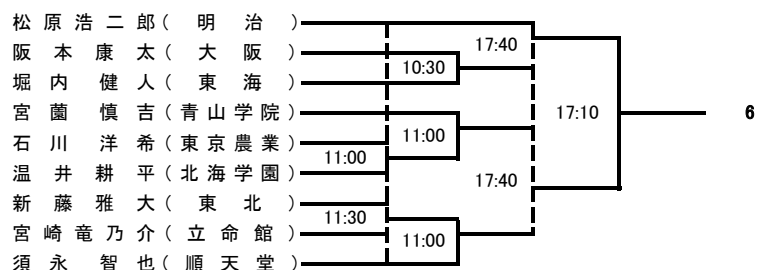 松原浩二郎(明治)
阪本康太(大阪)
堀内健人(東海)
宮薗慎吉(青山学院)
石川洋希(東京農業)
温井耕平(北海学園)
新藤雅大(東北)
宮崎竜乃介(立命館)
須永智也(順天堂)
17:40
10:30
17:10
6
11:00
11:00
17:40
11:30
11:00